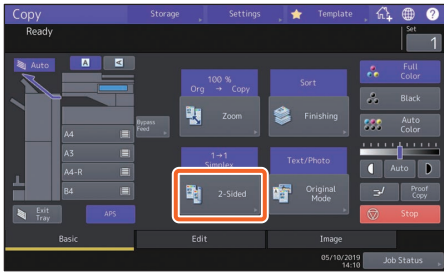 Copy
Storage
Settings
Template
?
Ready
Set
1
Auto
A
A
A4
A3
A4-R
B4
Bypass
Feed
100 %
Org → Copy
Zoom
Sort
Finishing
1→1
Simplex
2-Sided
Text/Photo
Original
Mode
Full
Color
Black
Auto
Color
Auto
Proof
Copy
Stop
Exit
Tray
APS
Basic
Edit
Image
05/10/2019
14:10
Job Status